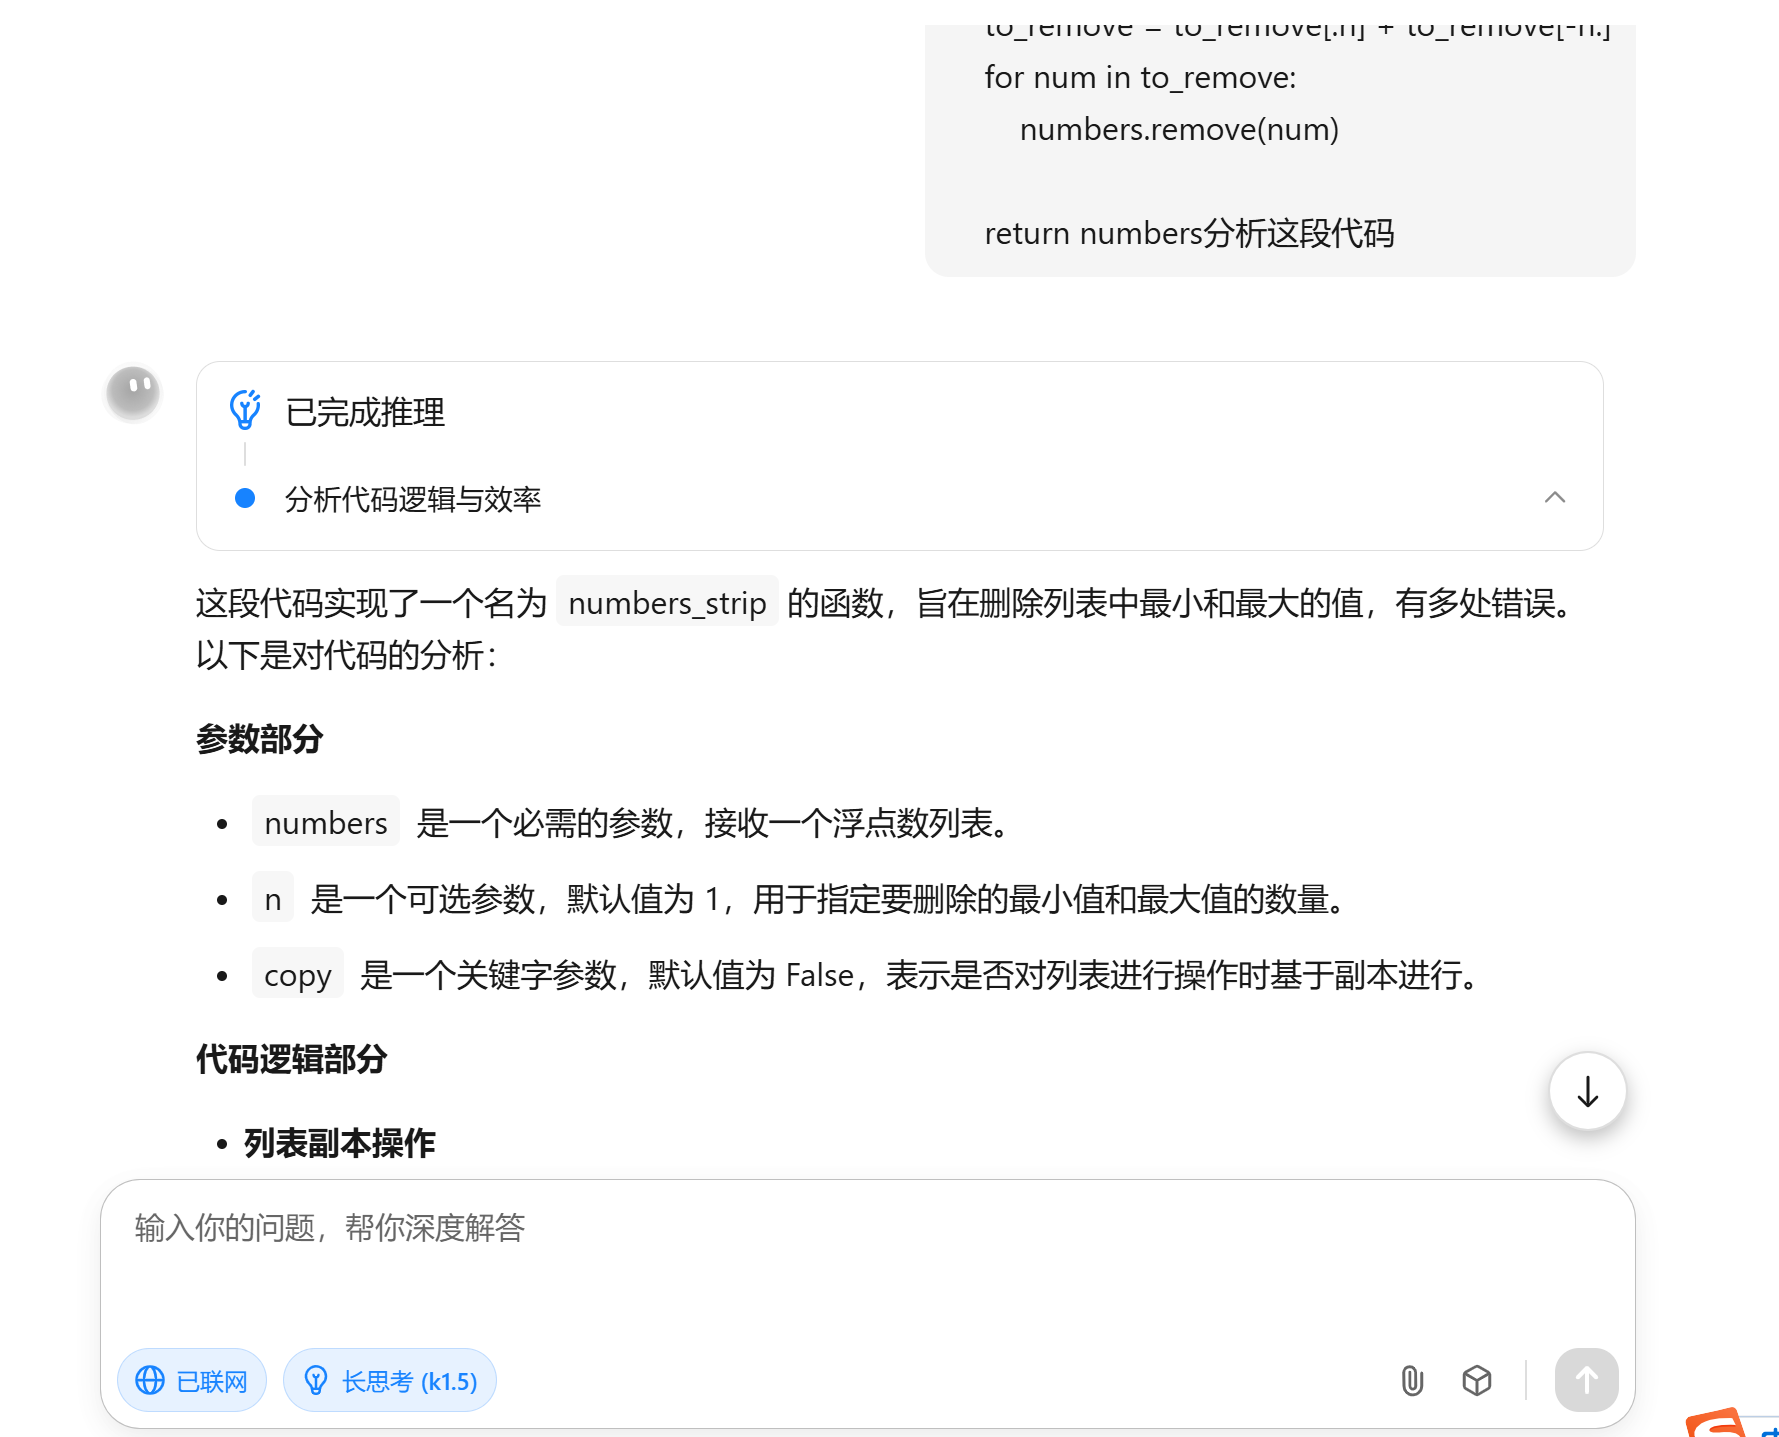 to_remove = to_remove[:n] + to_remove[-n:]
for num in to_remove:
numbers.remove(num)
return numbers分析这段代码
已完成推理
分析代码逻辑与效率
这段代码实现了一个名为 numbers_strip 的函数，旨在删除列表中最小和最大的值，有多处错误。
以下是对代码的分析：
参数部分
• numbers 是一个必需的参数，接收一个浮点数列表。
• n 是一个可选参数，默认值为 1，用于指定要删除的最小值和最大值的数量。
• copy 是一个关键字参数，默认值为 False，表示是否对列表进行操作时基于副本进行。
代码逻辑部分
• 列表副本操作
输入你的问题，帮你深度解答
已联网
长思考 (k1.5)